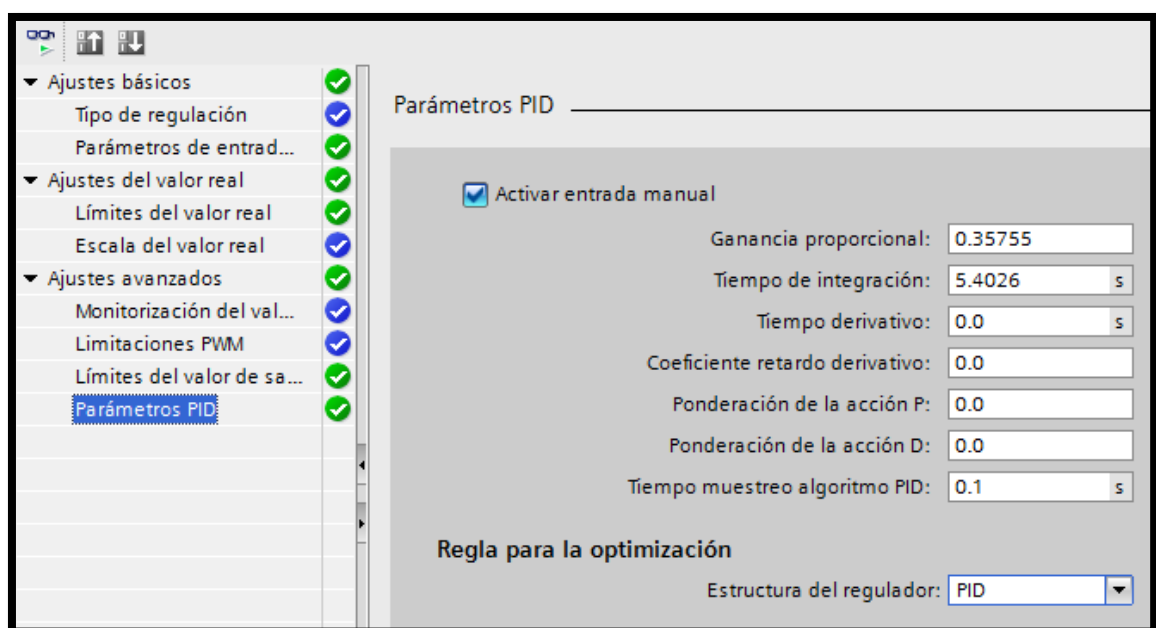 Ajustes básicos
Tipo de regulación
Parámetros de entrad...
Ajustes del valor real
Límites del valor real
Escala del valor real
Ajustes avanzados
Monitorización del val...
Limitaciones PWM
Límites del valor de sa...
Parámetros PID
Parámetros PID
Activar entrada manual
Ganancia proporcional: 0.35755
Tiempo de integración: 5.4026 s
Tiempo derivativo: 0.0 s
Coeficiente retardo derivativo: 0.0
Ponderación de la acción P: 0.0
Ponderación de la acción D: 0.0
Tiempo muestreo algoritmo PID: 0.1 s
Regla para la optimización
Estructura del regulador: PID